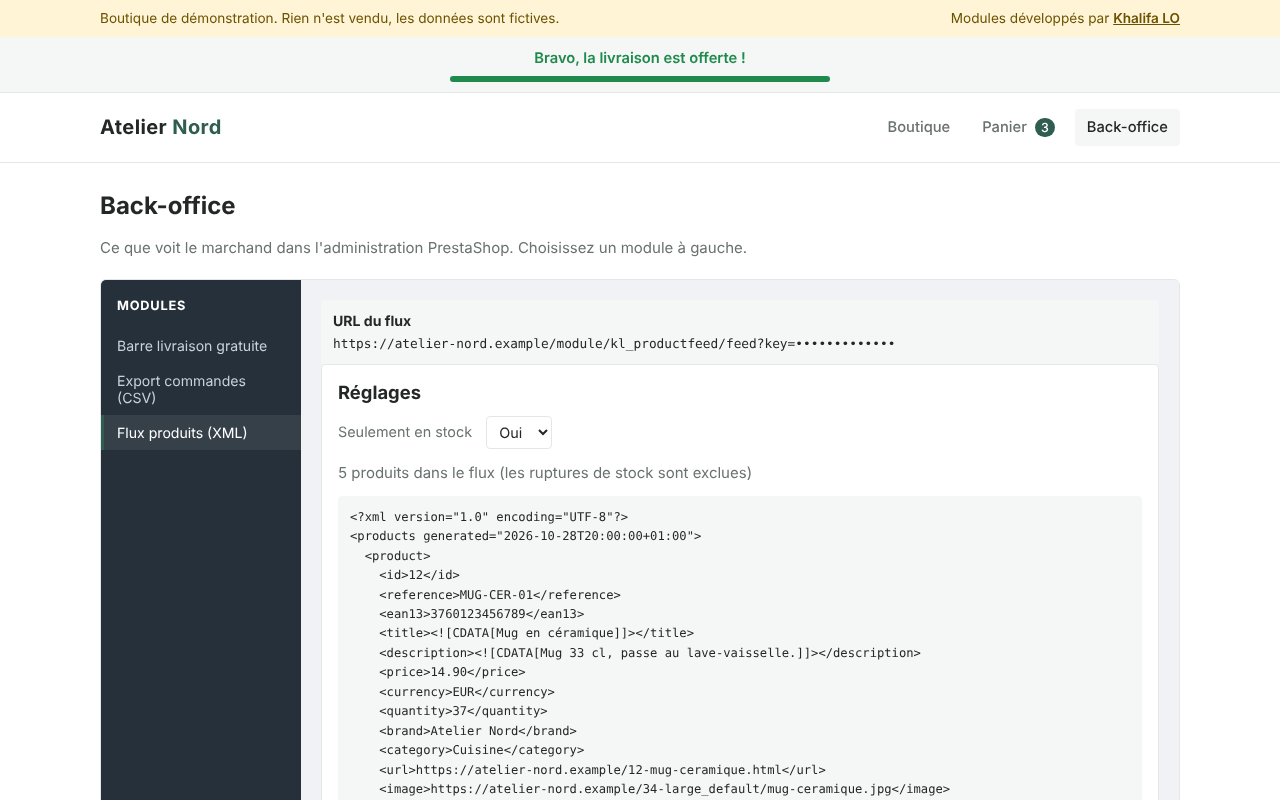 Boutique de démonstration. Rien n'est vendu, les données sont fictives.
Modules développés par Khalifa LO
Bravo, la livraison est offerte !
Atelier Nord
Boutique
Panier 3
Back-office
Back-office
Ce que voit le marchand dans l'administration PrestaShop. Choisissez un module à gauche.
MODULES
Barre livraison gratuite
Export commandes
(CSV)
Flux produits (XML)
URL du flux
https://atelier-nord.example/module/kl_productfeed/feed?key=•••••••••••••
Réglages
Seulement en stock Oui
5 produits dans le flux (les ruptures de stock sont exclues)
<?xml version="1.0" encoding="UTF-8"?>
<products generated="2026-10-28T20:00:00+01:00">
<product>
<id>12</id>
<reference>MUG-CER-01</reference>
<ean13>3760123456789</ean13>
<title><![CDATA[Mug en céramique]]></title>
<description><![CDATA[Mug 33 cl, passe au lave-vaisselle.]]></description>
<price>14.90</price>
<currency>EUR</currency>
<quantity>37</quantity>
<brand>Atelier Nord</brand>
<category>Cuisine</category>
<url>https://atelier-nord.example/12-mug-ceramique.html</url>
<image>https://atelier-nord.example/34-large_default/mug-ceramique.jpg</image>